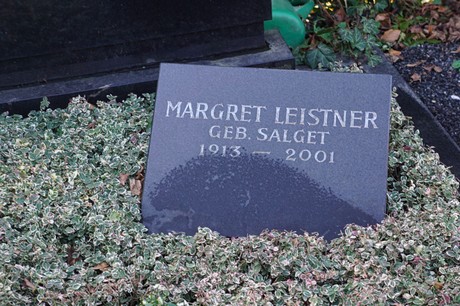 MARGRET LEISTNER
GEB. SALGET
1913 – 2001